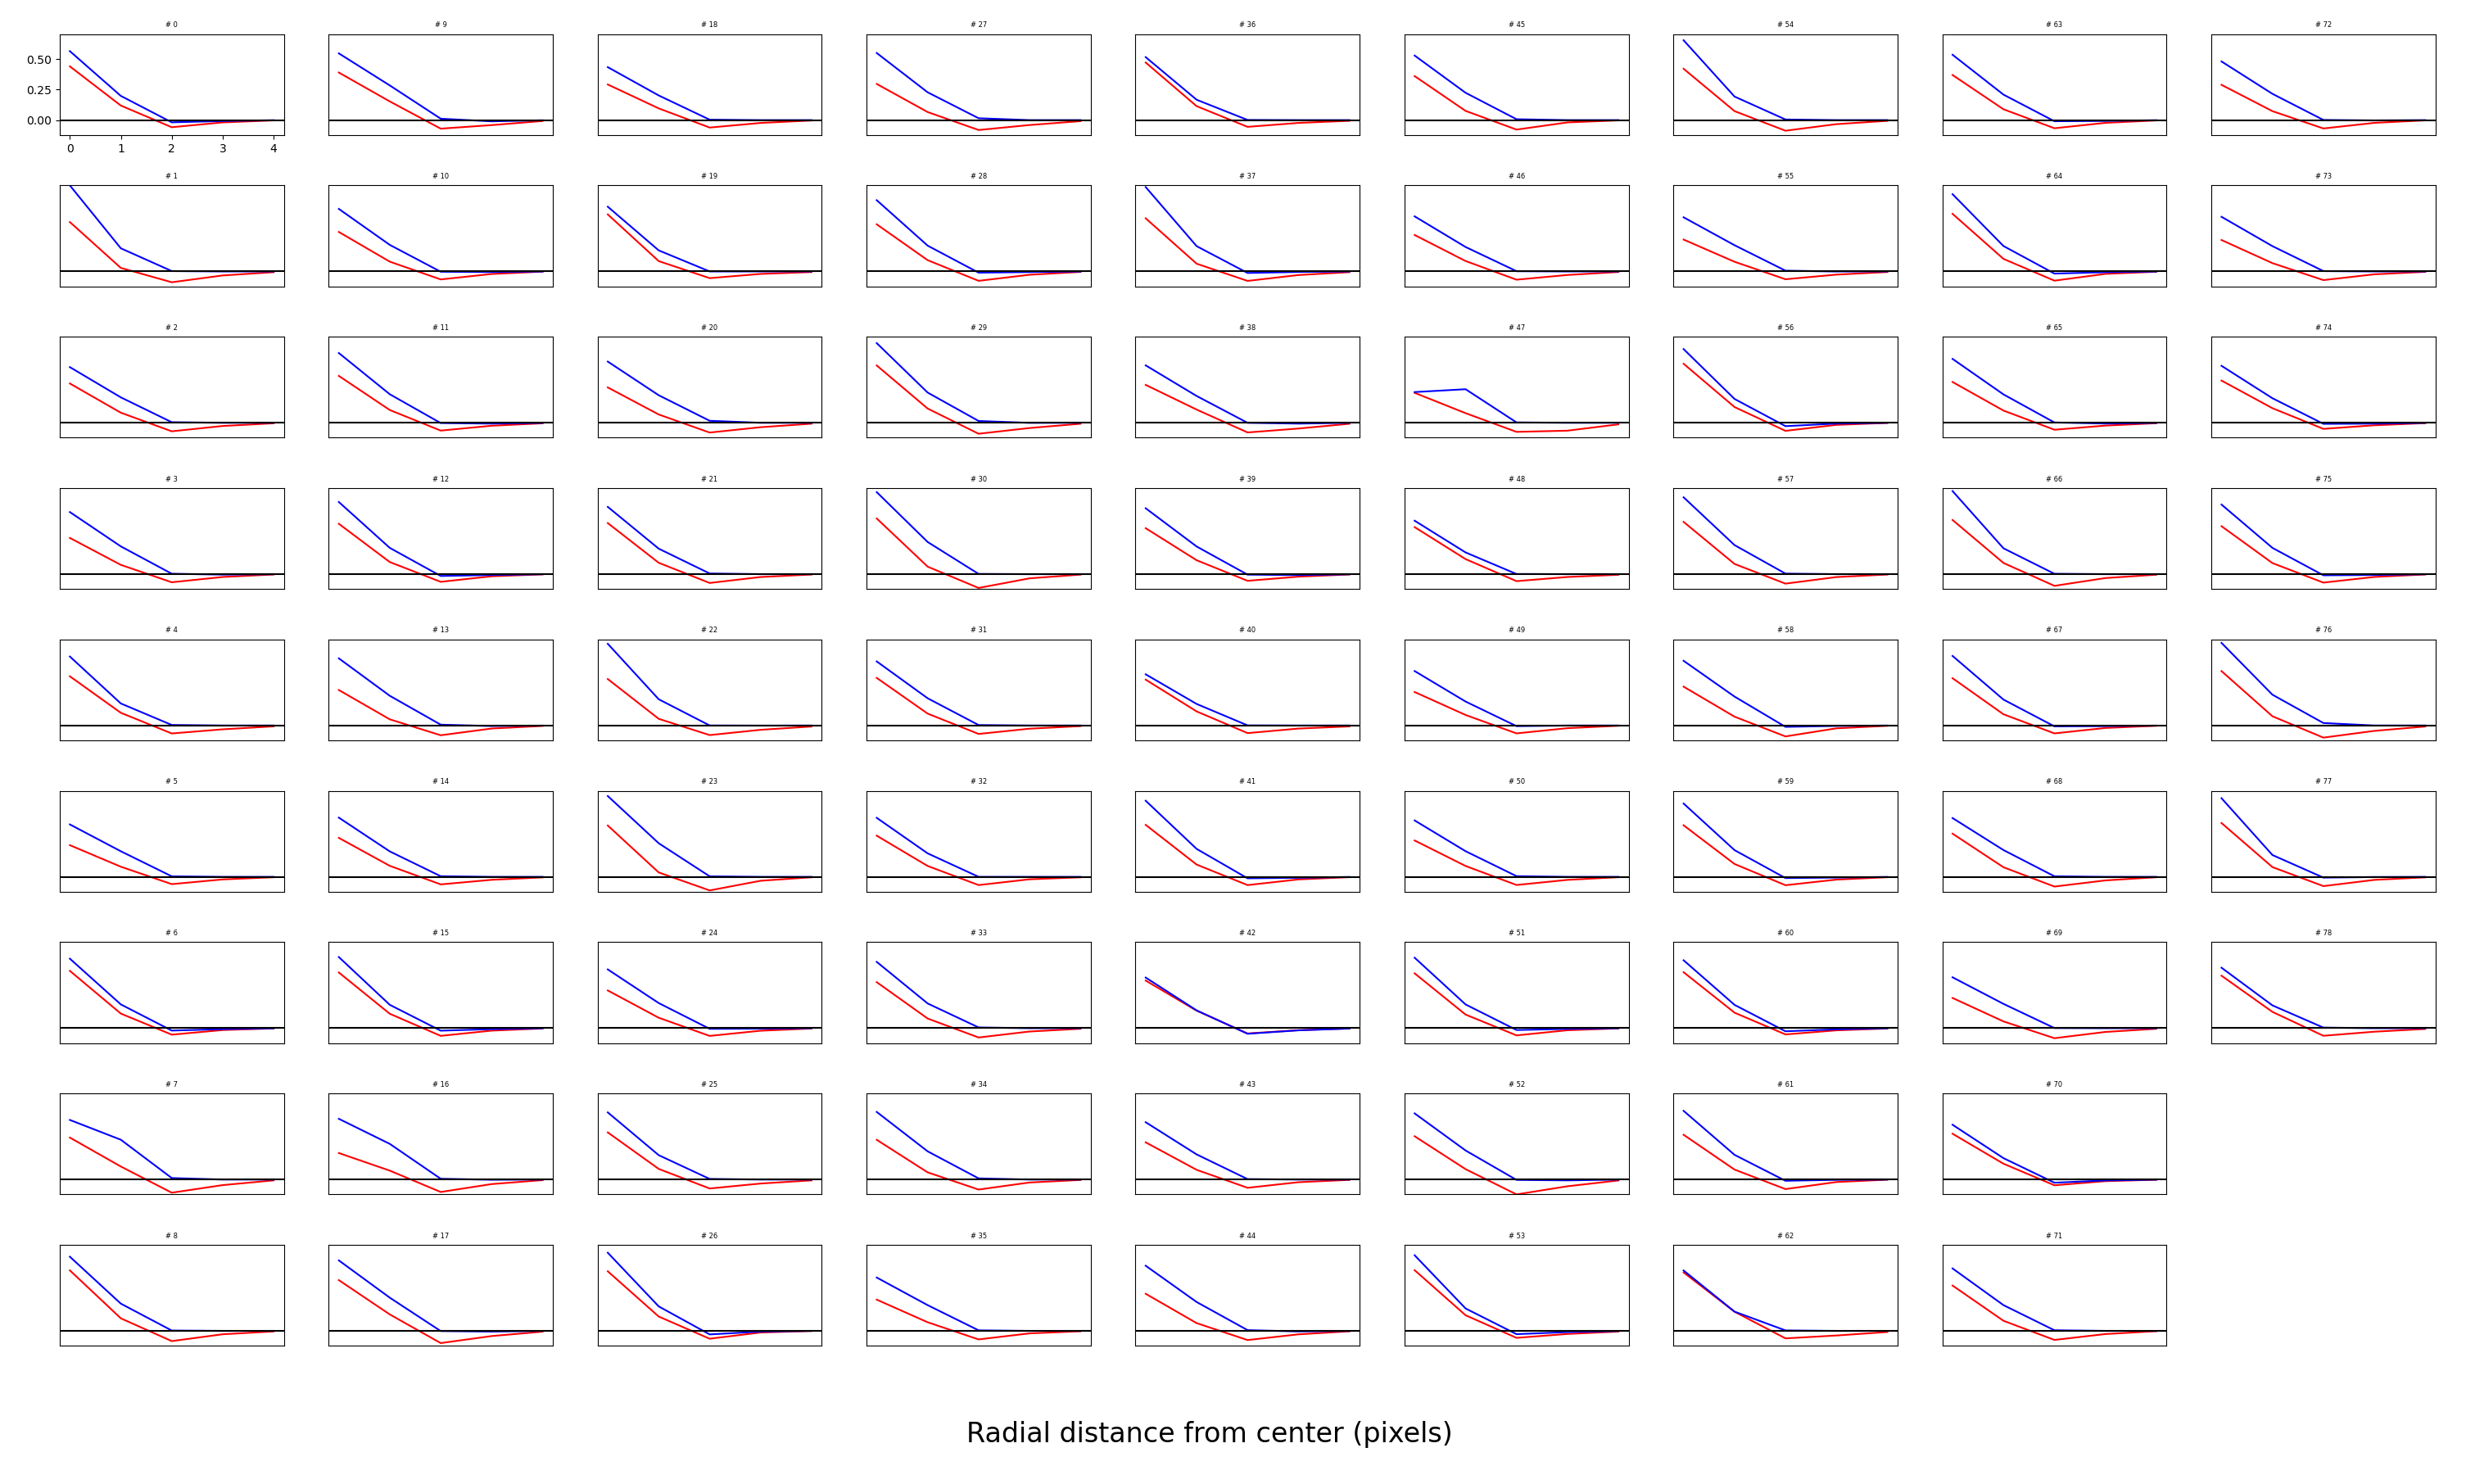 # 0 # 9 # 18 # 27 # 36 # 45 # 54 # 63 # 72
0.50
0.25
0.00
0 1 2 3 4
# 1 # 10 # 19 # 28 # 37 # 46 # 55 # 64 # 73
# 2 # 11 # 20 # 29 # 38 # 47 # 56 # 65 # 74
# 3 # 12 # 21 # 30 # 39 # 48 # 57 # 66 # 75
# 4 # 13 # 22 # 31 # 40 # 49 # 58 # 67 # 76
# 5 # 14 # 23 # 32 # 41 # 50 # 59 # 68 # 77
# 6 # 15 # 24 # 33 # 42 # 51 # 60 # 69 # 78
# 7 # 16 # 25 # 34 # 43 # 52 # 61 # 70
# 8 # 17 # 26 # 35 # 44 # 53 # 62 # 71
Radial distance from center (pixels)